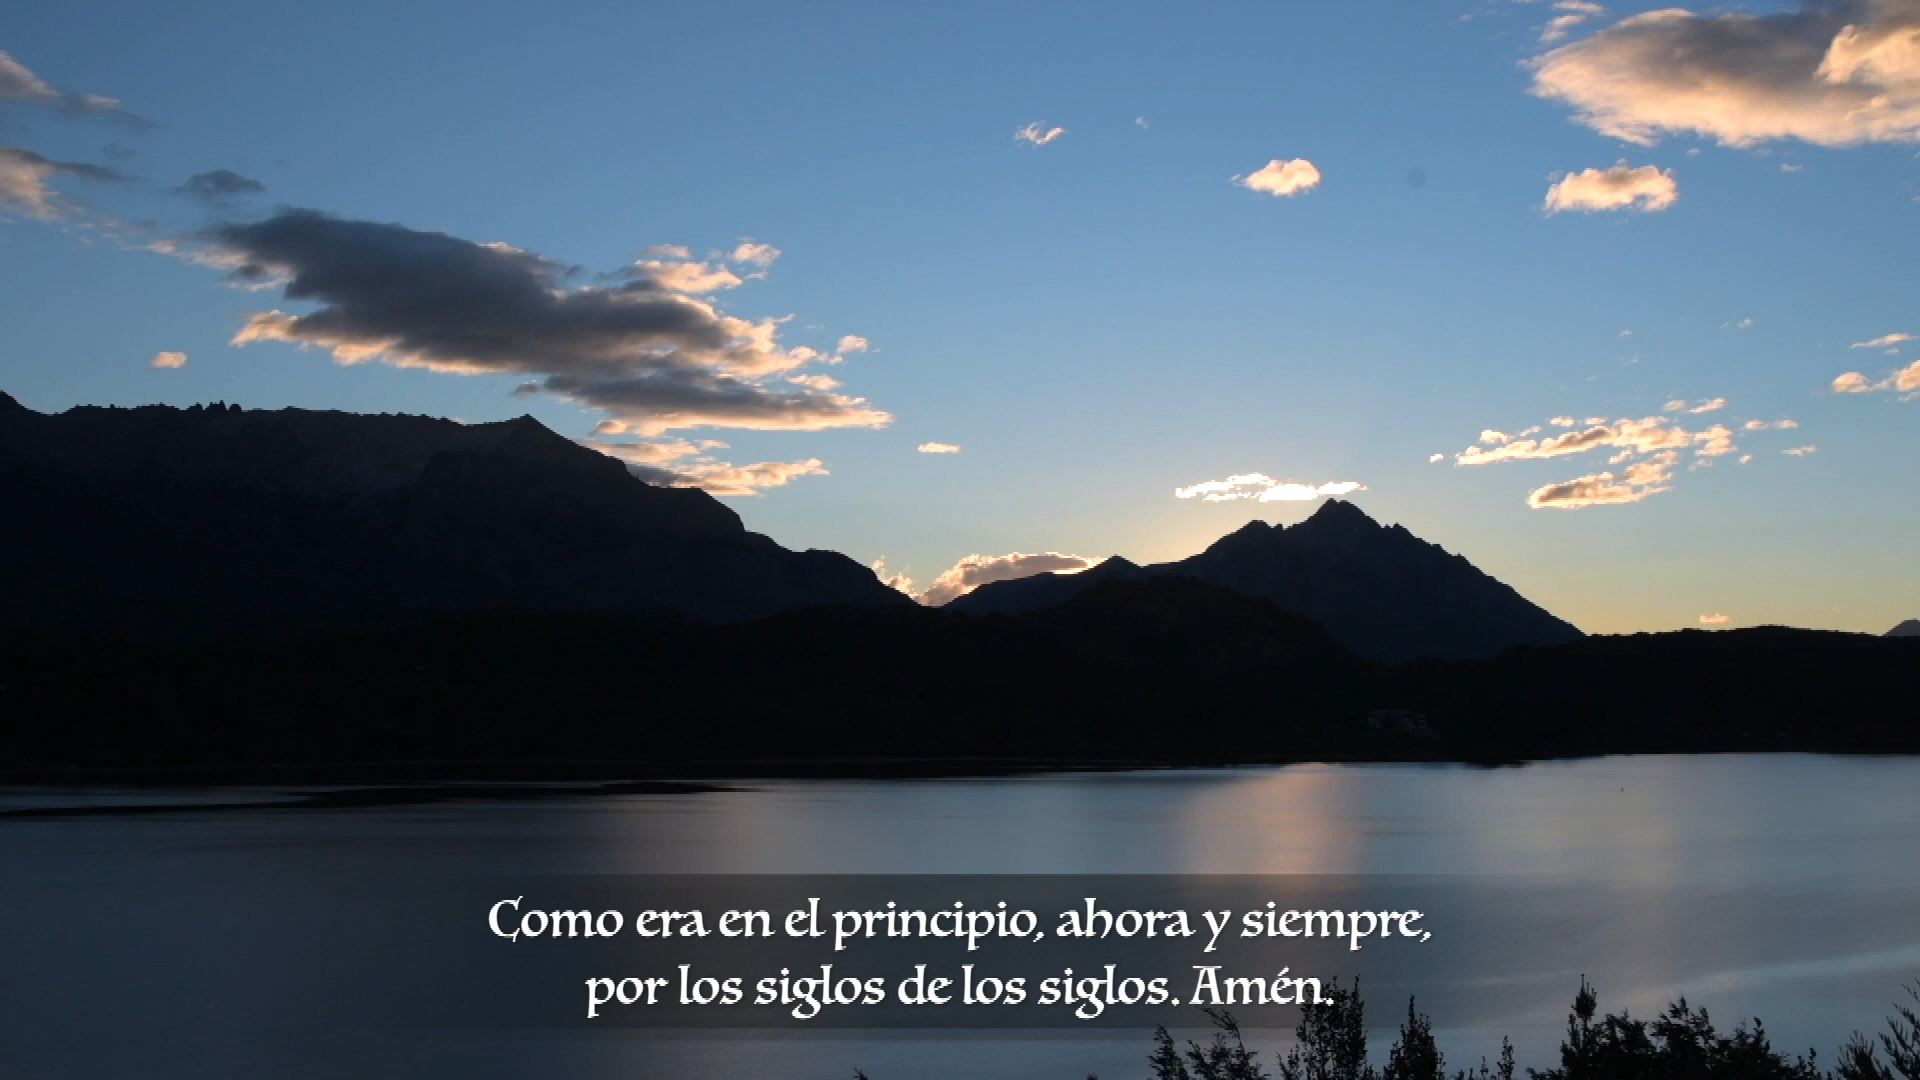 Como era en el principio, ahora y siempre,
por los siglos de los siglos. Amén.